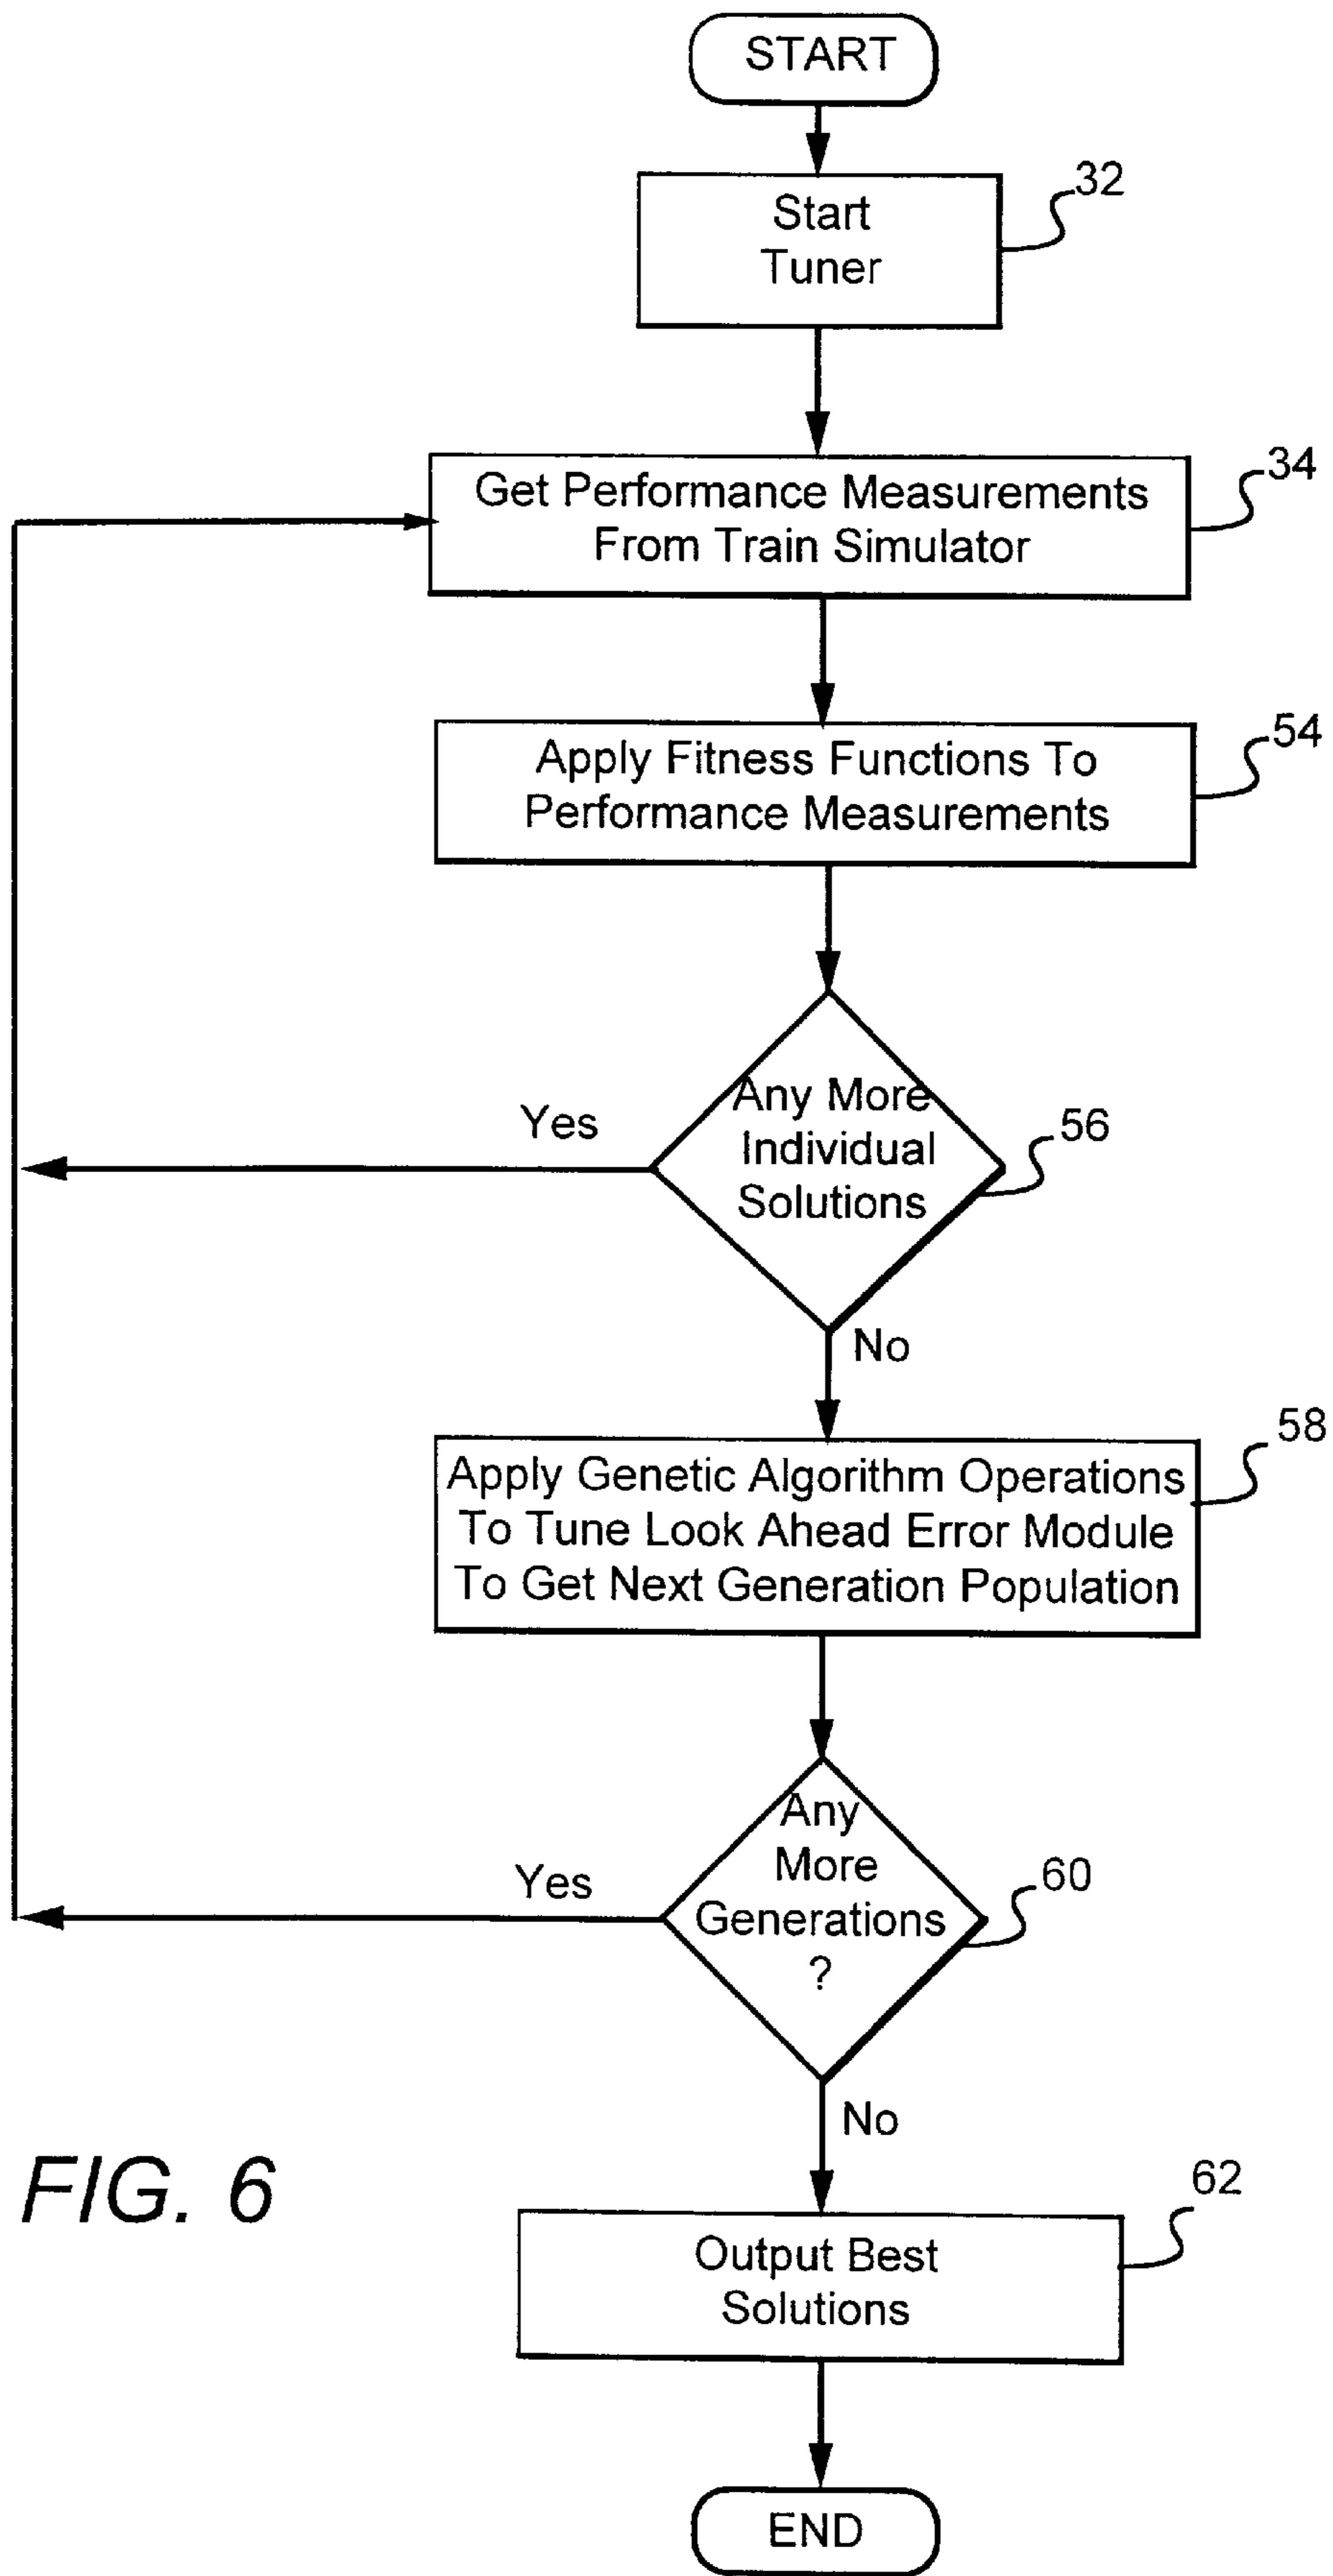 START
32
Start
Tuner
34
Get Performance Measurements
From Train Simulator
54
Apply Fitness Functions To
Performance Measurements
Any More
Individual
Solutions
56
Yes
No
58
Apply Genetic Algorithm Operations
To Tune Look Ahead Error Module
To Get Next Generation Population
Any
More
Generations
?
60
Yes
No
FIG. 6
62
Output Best
Solutions
END